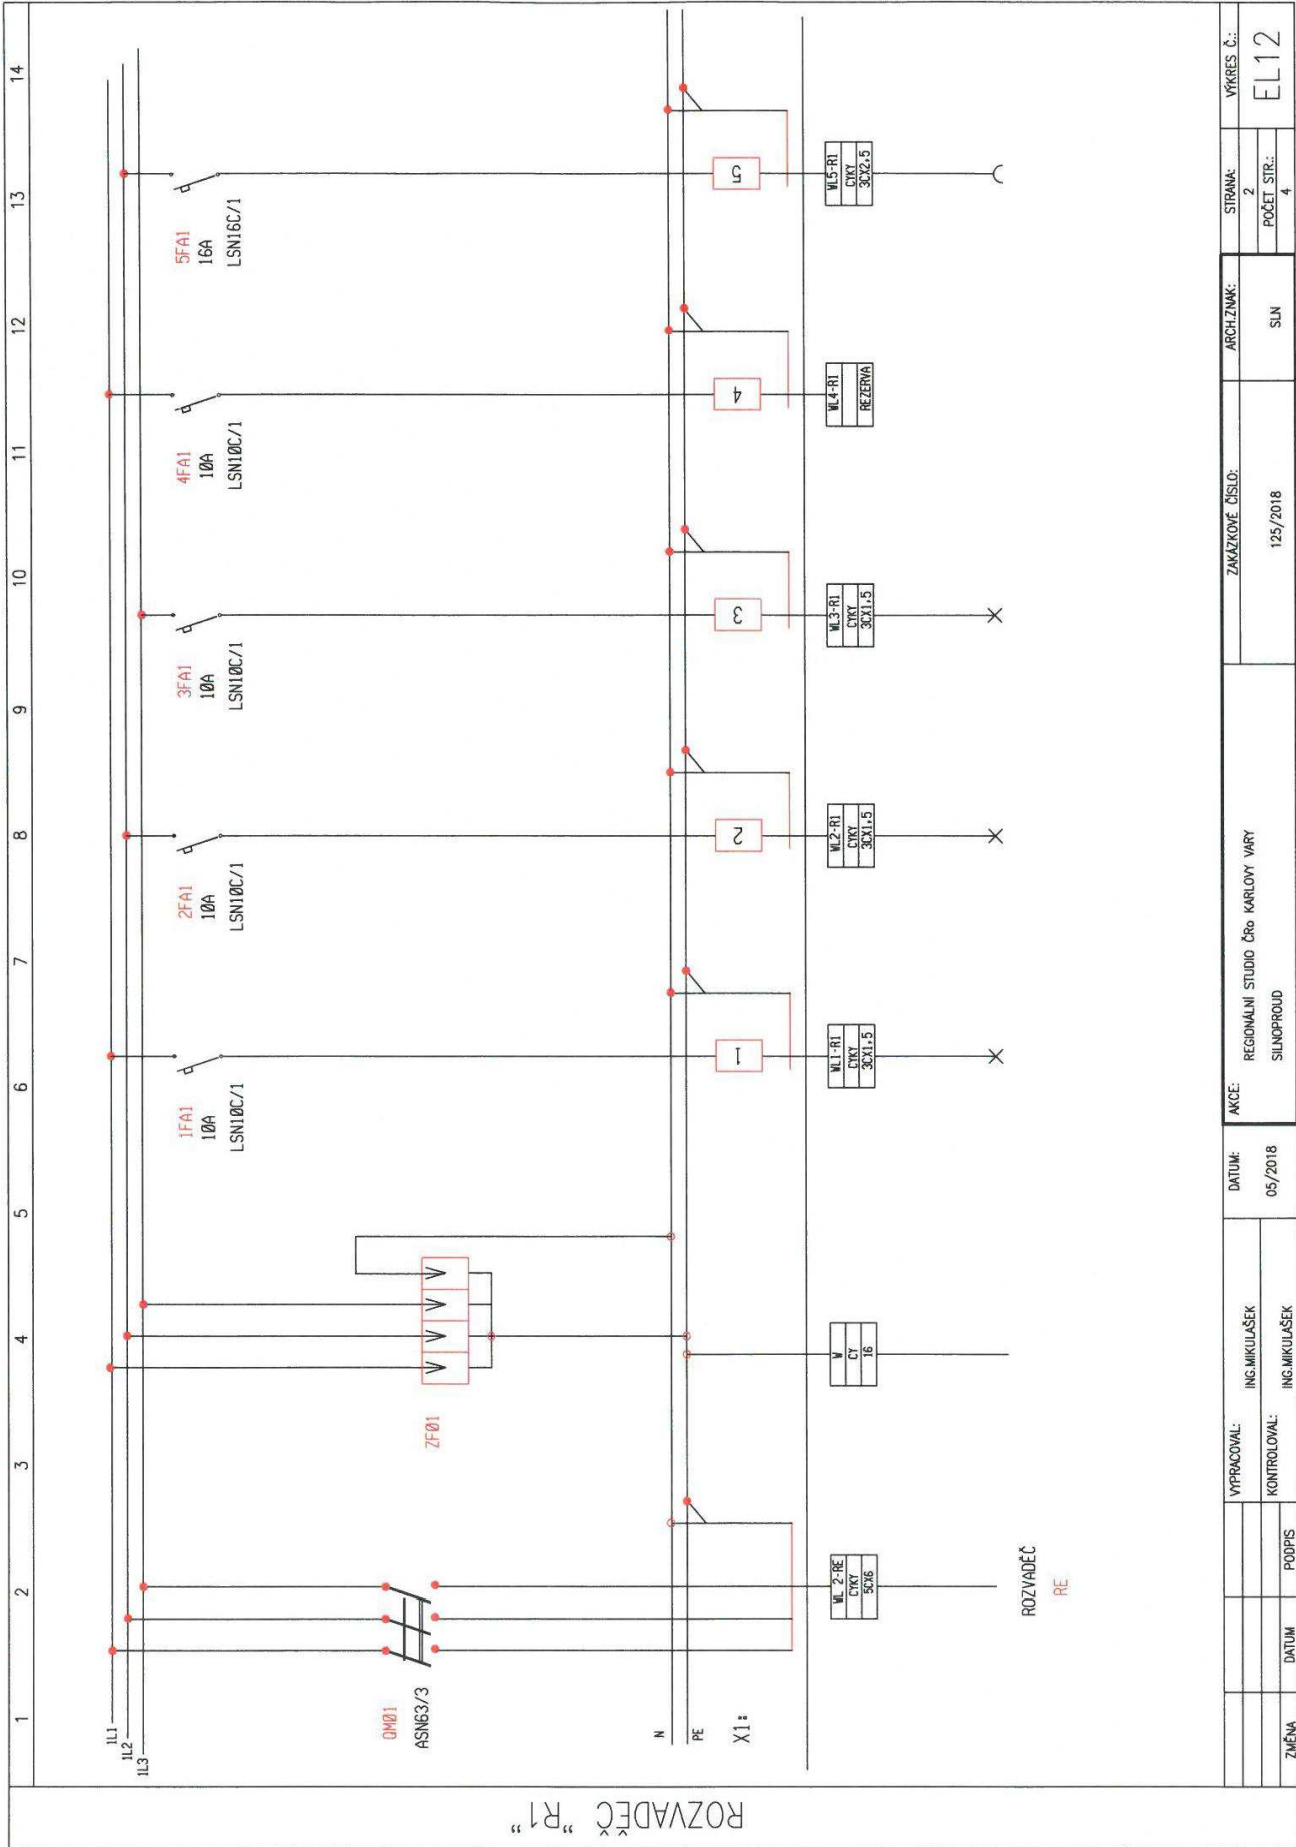 ROZVADĚČ "R1"
1 2 3 4 5 6 7 8 9 10 11 12 13 14
1L1
1L2
1L3
QM01
ASN63/3
ZF01
1FA1
10A
LSN10C/1
2FA1
10A
LSN10C/1
3FA1
10A
LSN10C/1
4FA1
10A
LSN10C/1
5FA1
16A
LSN16C/1
N
PE
X1:
1
2
3
4
5
WL 2-RE
CYKY
5CX6
W
CY
16
WL1-R1
CYKY
3CX1,5
WL2-R1
CYKY
3CX1,5
WL3-R1
CYKY
3CX1,5
WL4-R1
REZERVA
WL5-R1
CYKY
3CX2,5
ROZVADĚČ
RE
ZMĚNA
DATUM
PODPIS
VYPRACOVAL:
ING.MIKULAŠEK
KONTROLOVAL:
ING.MIKULAŠEK
DATUM:
05/2018
AKCE:
REGIONÁLNÍ STUDIO ČRo KARLOVY VARY
SILNOPROUD
ZAKÁZKOVÉ ČÍSLO:
125/2018
ARCH.ZNAK:
SLN
STRANA:
2
POČET STR.:
4
VÝKRES Č.:
EL12